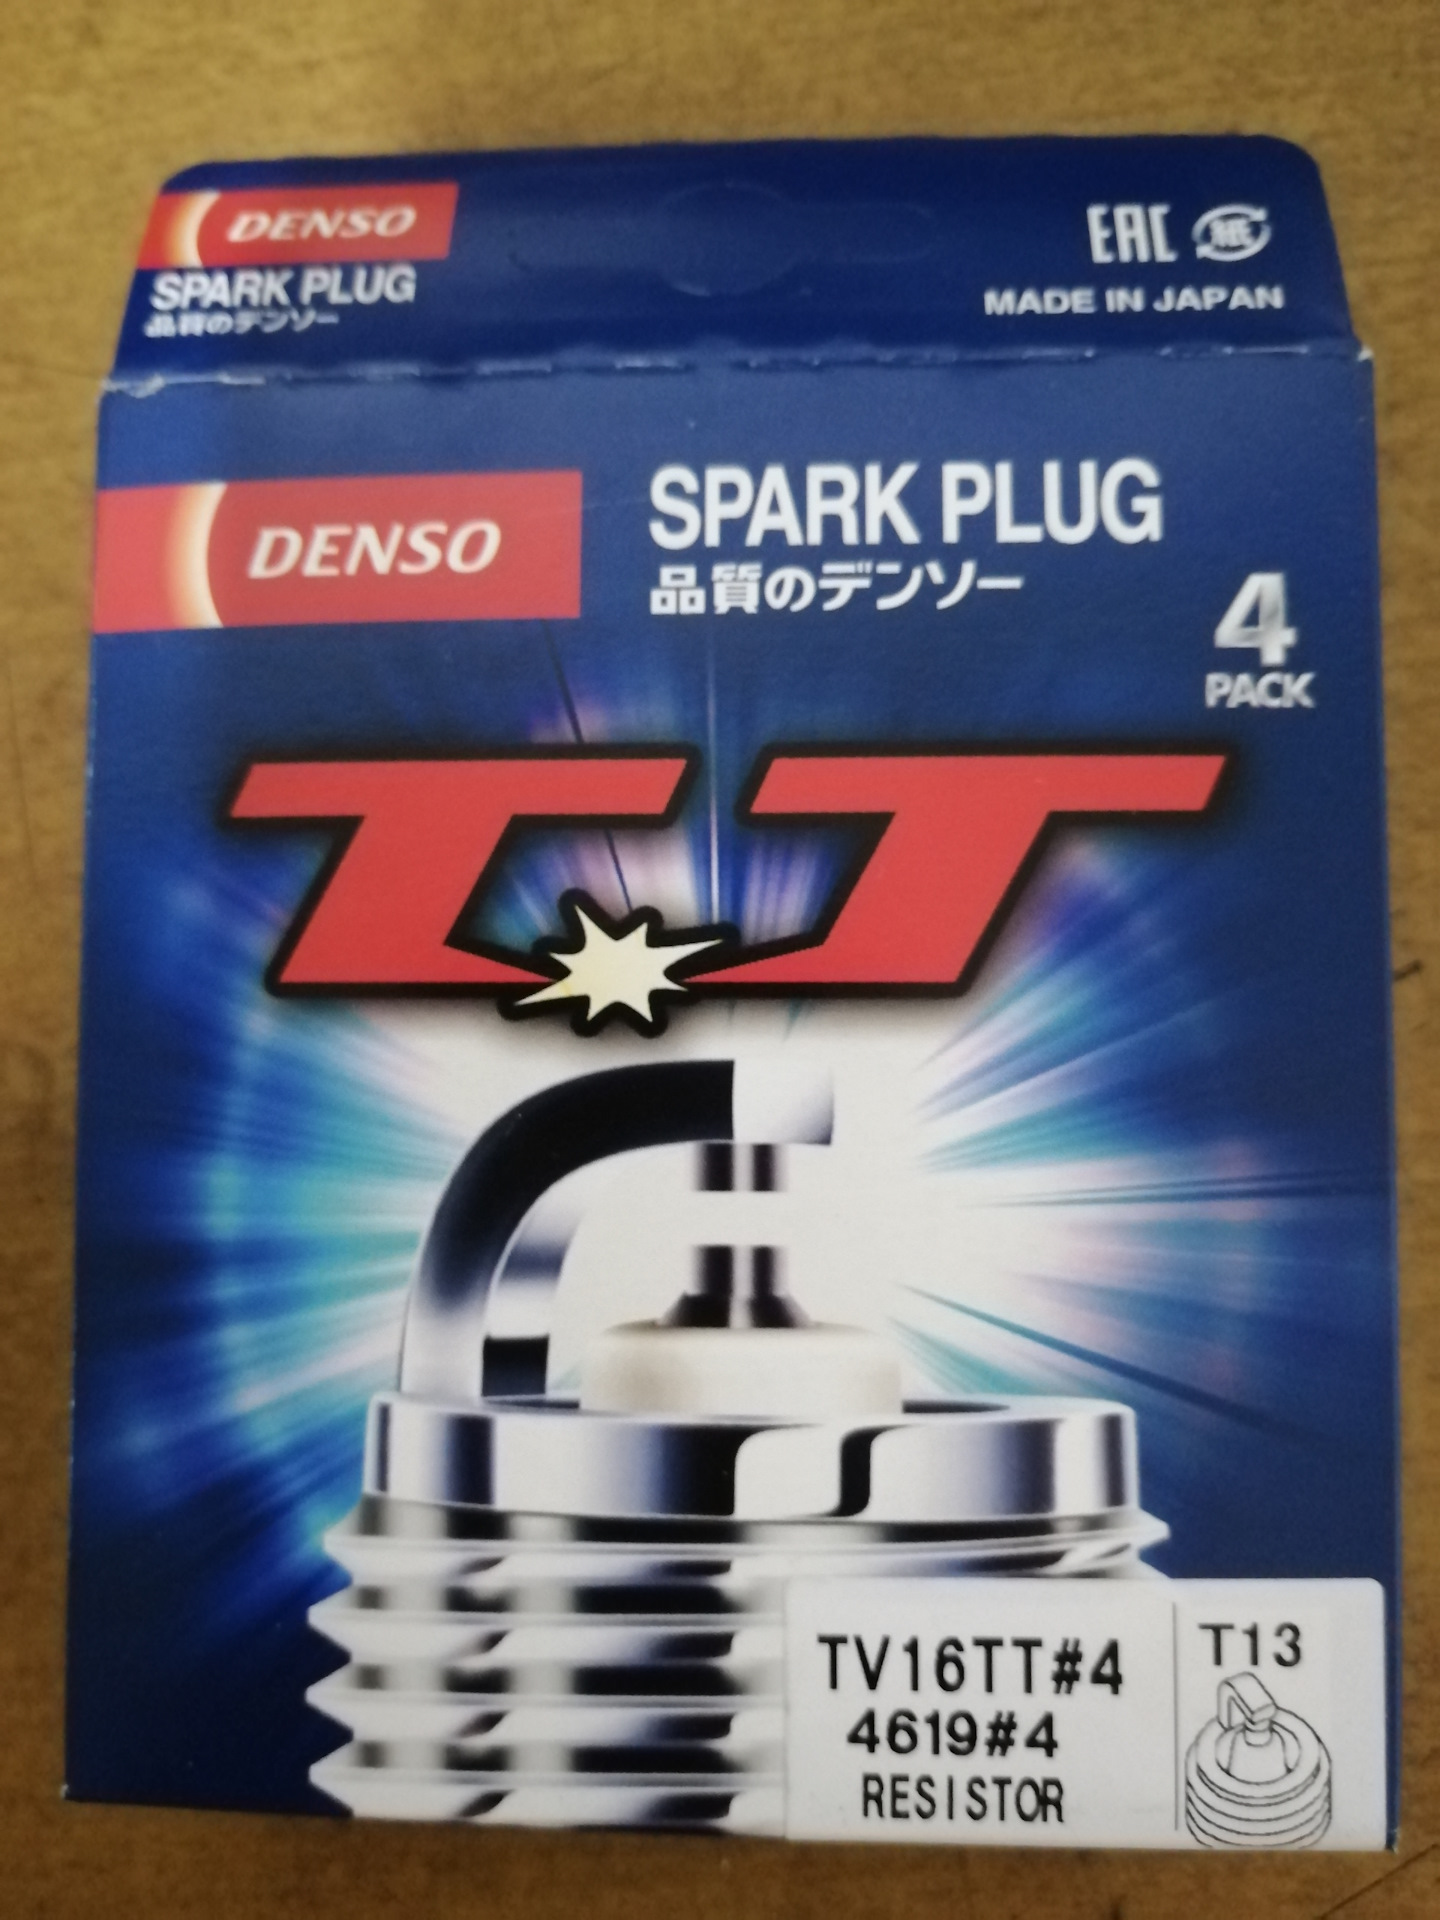 DENSO
SPARK PLUG
品質のデンソー
EAC
MADE IN JAPAN
DENSO
SPARK PLUG
品質のデンソー
4
PACK
TT
TV16TT#4
4619#4
RESISTOR
T13